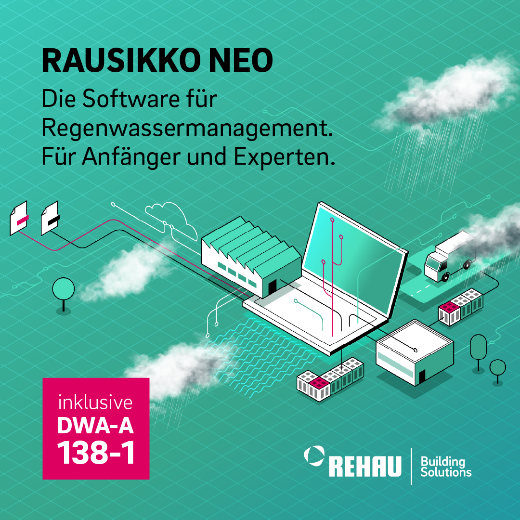 RAUSIKKO NEO
Die Software für
Regenwassermanagement.
Für Anfänger und Experten.
inklusive
DWA-A
138-1
REHAU
Building
Solutions